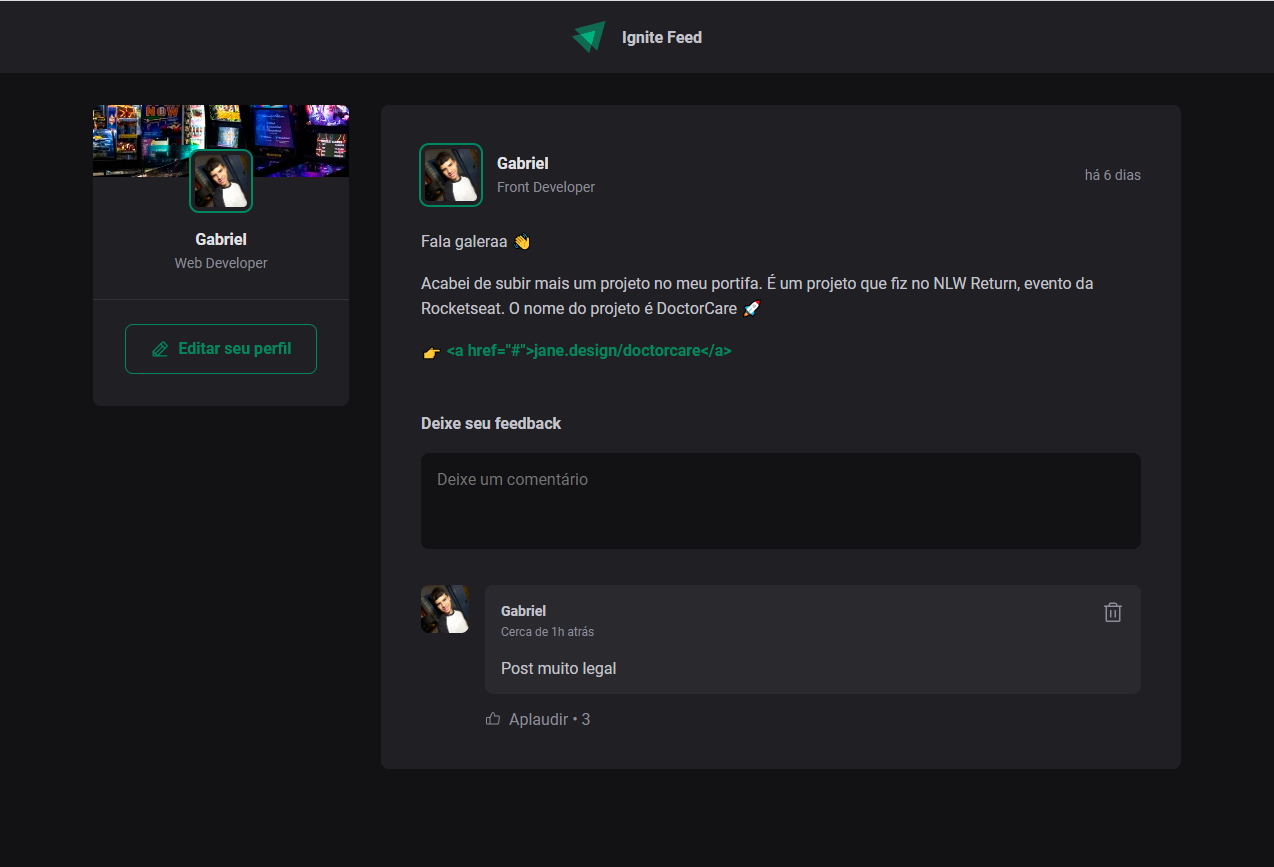 Ignite Feed
NOW
Gabriel
Web Developer
Editar seu perfil
Gabriel
Front Developer
há 6 dias
Fala galeraa 👋
Acabei de subir mais um projeto no meu portifa. É um projeto que fiz no NLW Return, evento da
Rocketseat. O nome do projeto é DoctorCare 🚀
👉 <a href="#">jane.design/doctorcare</a>
Deixe seu feedback
Deixe um comentário
Gabriel
Cerca de 1h atrás
Post muito legal
Aplaudir • 3